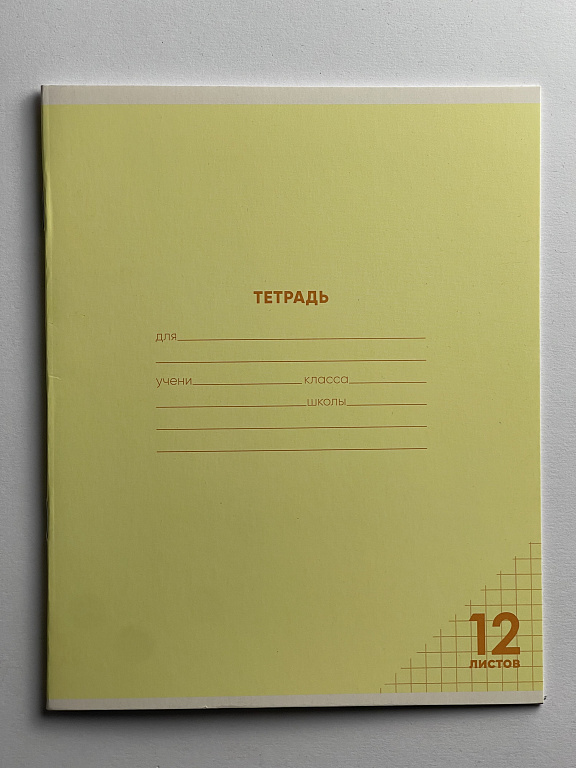 ТЕТРАДЬ
для
учени класса
школы
12
листов